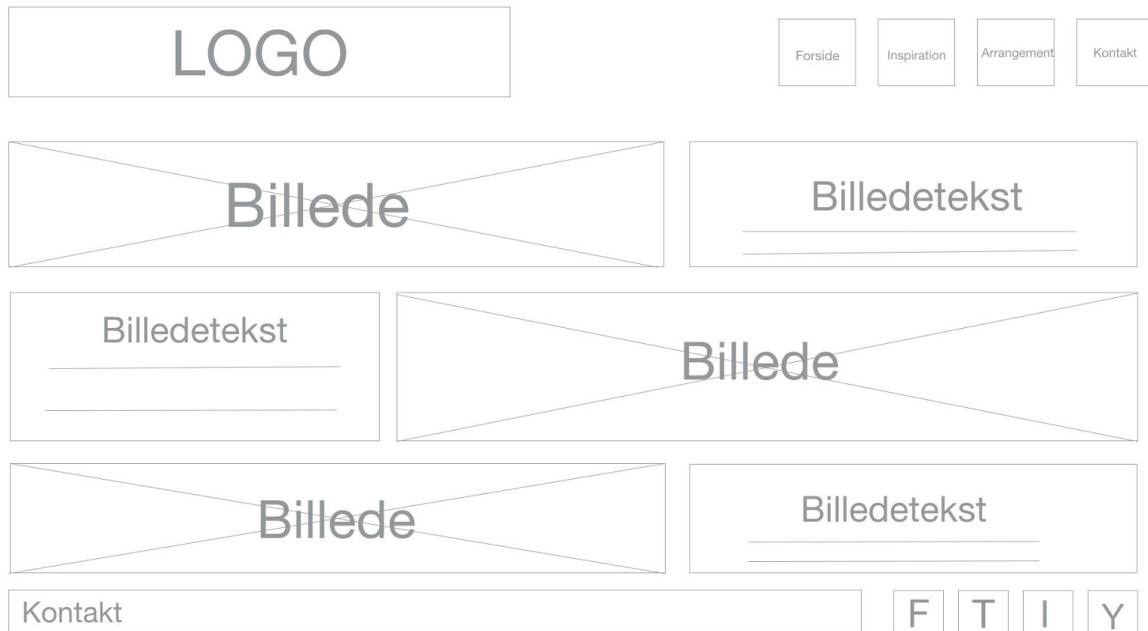 LOGO
Forside
Inspiration
Arrangement
Kontakt
Billede
Billedetekst
Billedetekst
Billede
Billede
Billedetekst
Kontakt
F
T
I
Y